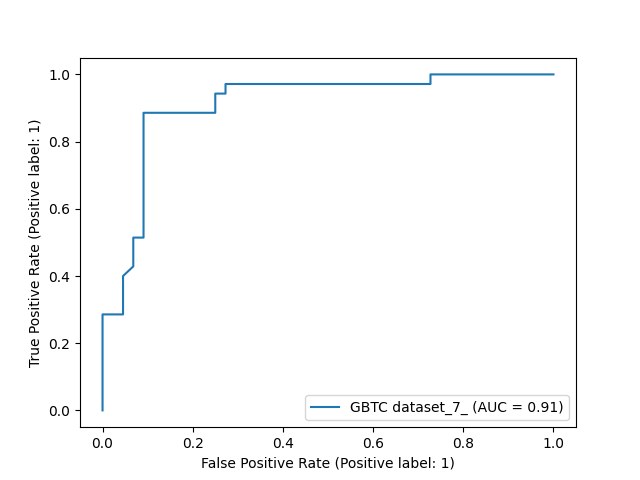 1.0
0.8
0.6
0.4
0.2
0.0
True Positive Rate (Positive label: 1)
GBTC dataset_7_ (AUC = 0.91)
0.0 0.2 0.4 0.6 0.8 1.0
False Positive Rate (Positive label: 1)